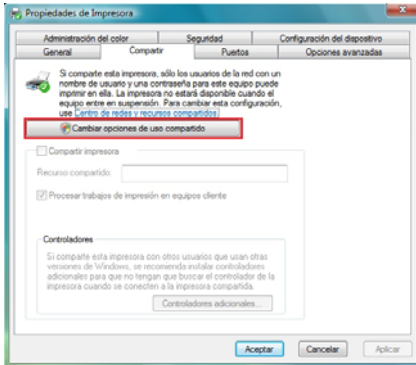 Propiedades de Impresora
Administración del color Seguridad Configuración del dispositivo
General Compartir Puertos Opciones avanzadas
Si comparte esta impresora, sólo los usuarios de la red con un
nombre de usuario y una contraseña para este equipo puede
imprimir en ella. La impresora no estará disponible cuando el
equipo entre en suspensión. Para cambiar esta configuración,
use Centro de redes y recursos compartidos.
Cambiar opciones de uso compartido
Compartir impresora
Recurso compartido:
Procesar trabajos de impresión en equipos cliente
Controladores
Si comparte esta impresora con otros usuarios que usan otras
versiones de Windows, se recomienda instalar controladores
adicionales para que no tengan que buscar el controlador de la
impresora cuando se conecten a la impresora compartida.
Controladores adicionales...
Aceptar Cancelar Aplicar